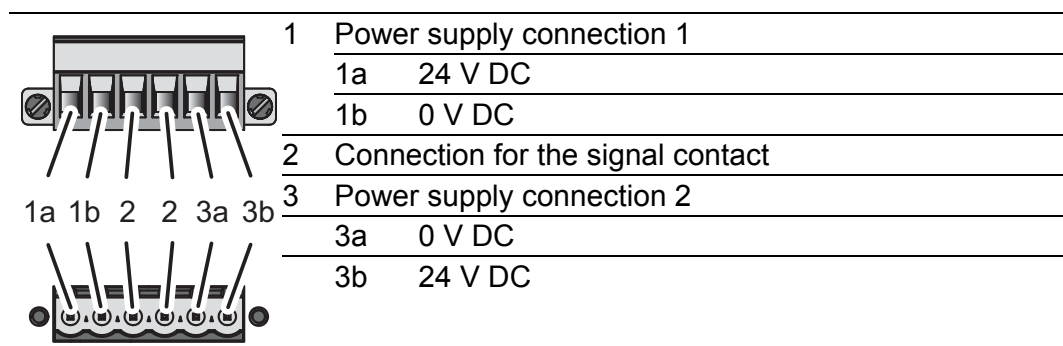 1 Power supply connection 1
1a 24 V DC
1b 0 V DC
2 Connection for the signal contact
3 Power supply connection 2
3a 0 V DC
3b 24 V DC
1a 1b 2 2 3a 3b